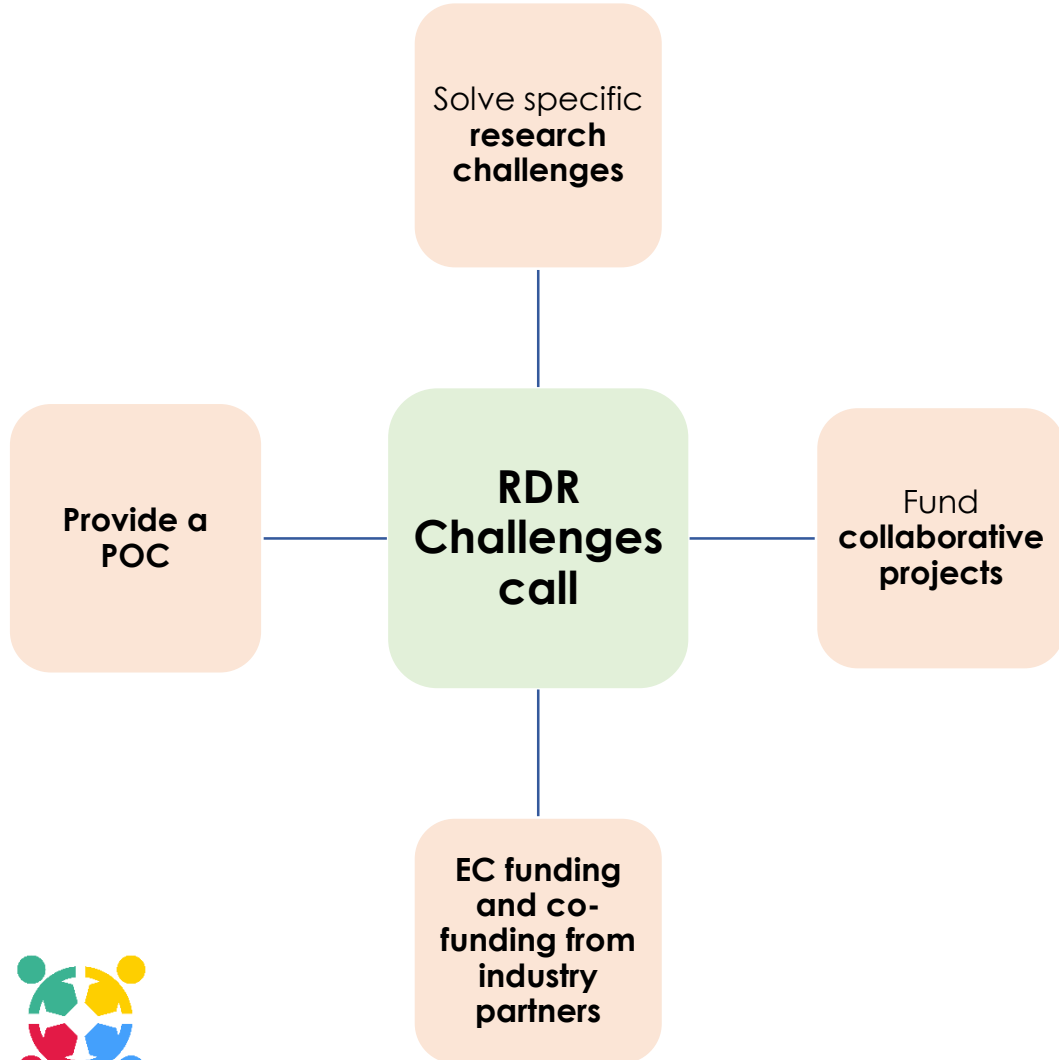 Solve specific
research
challenges
Provide a
POC
RDR
Challenges
call
Fund
collaborative
projects
EC funding
and co-
funding from
industry
partners